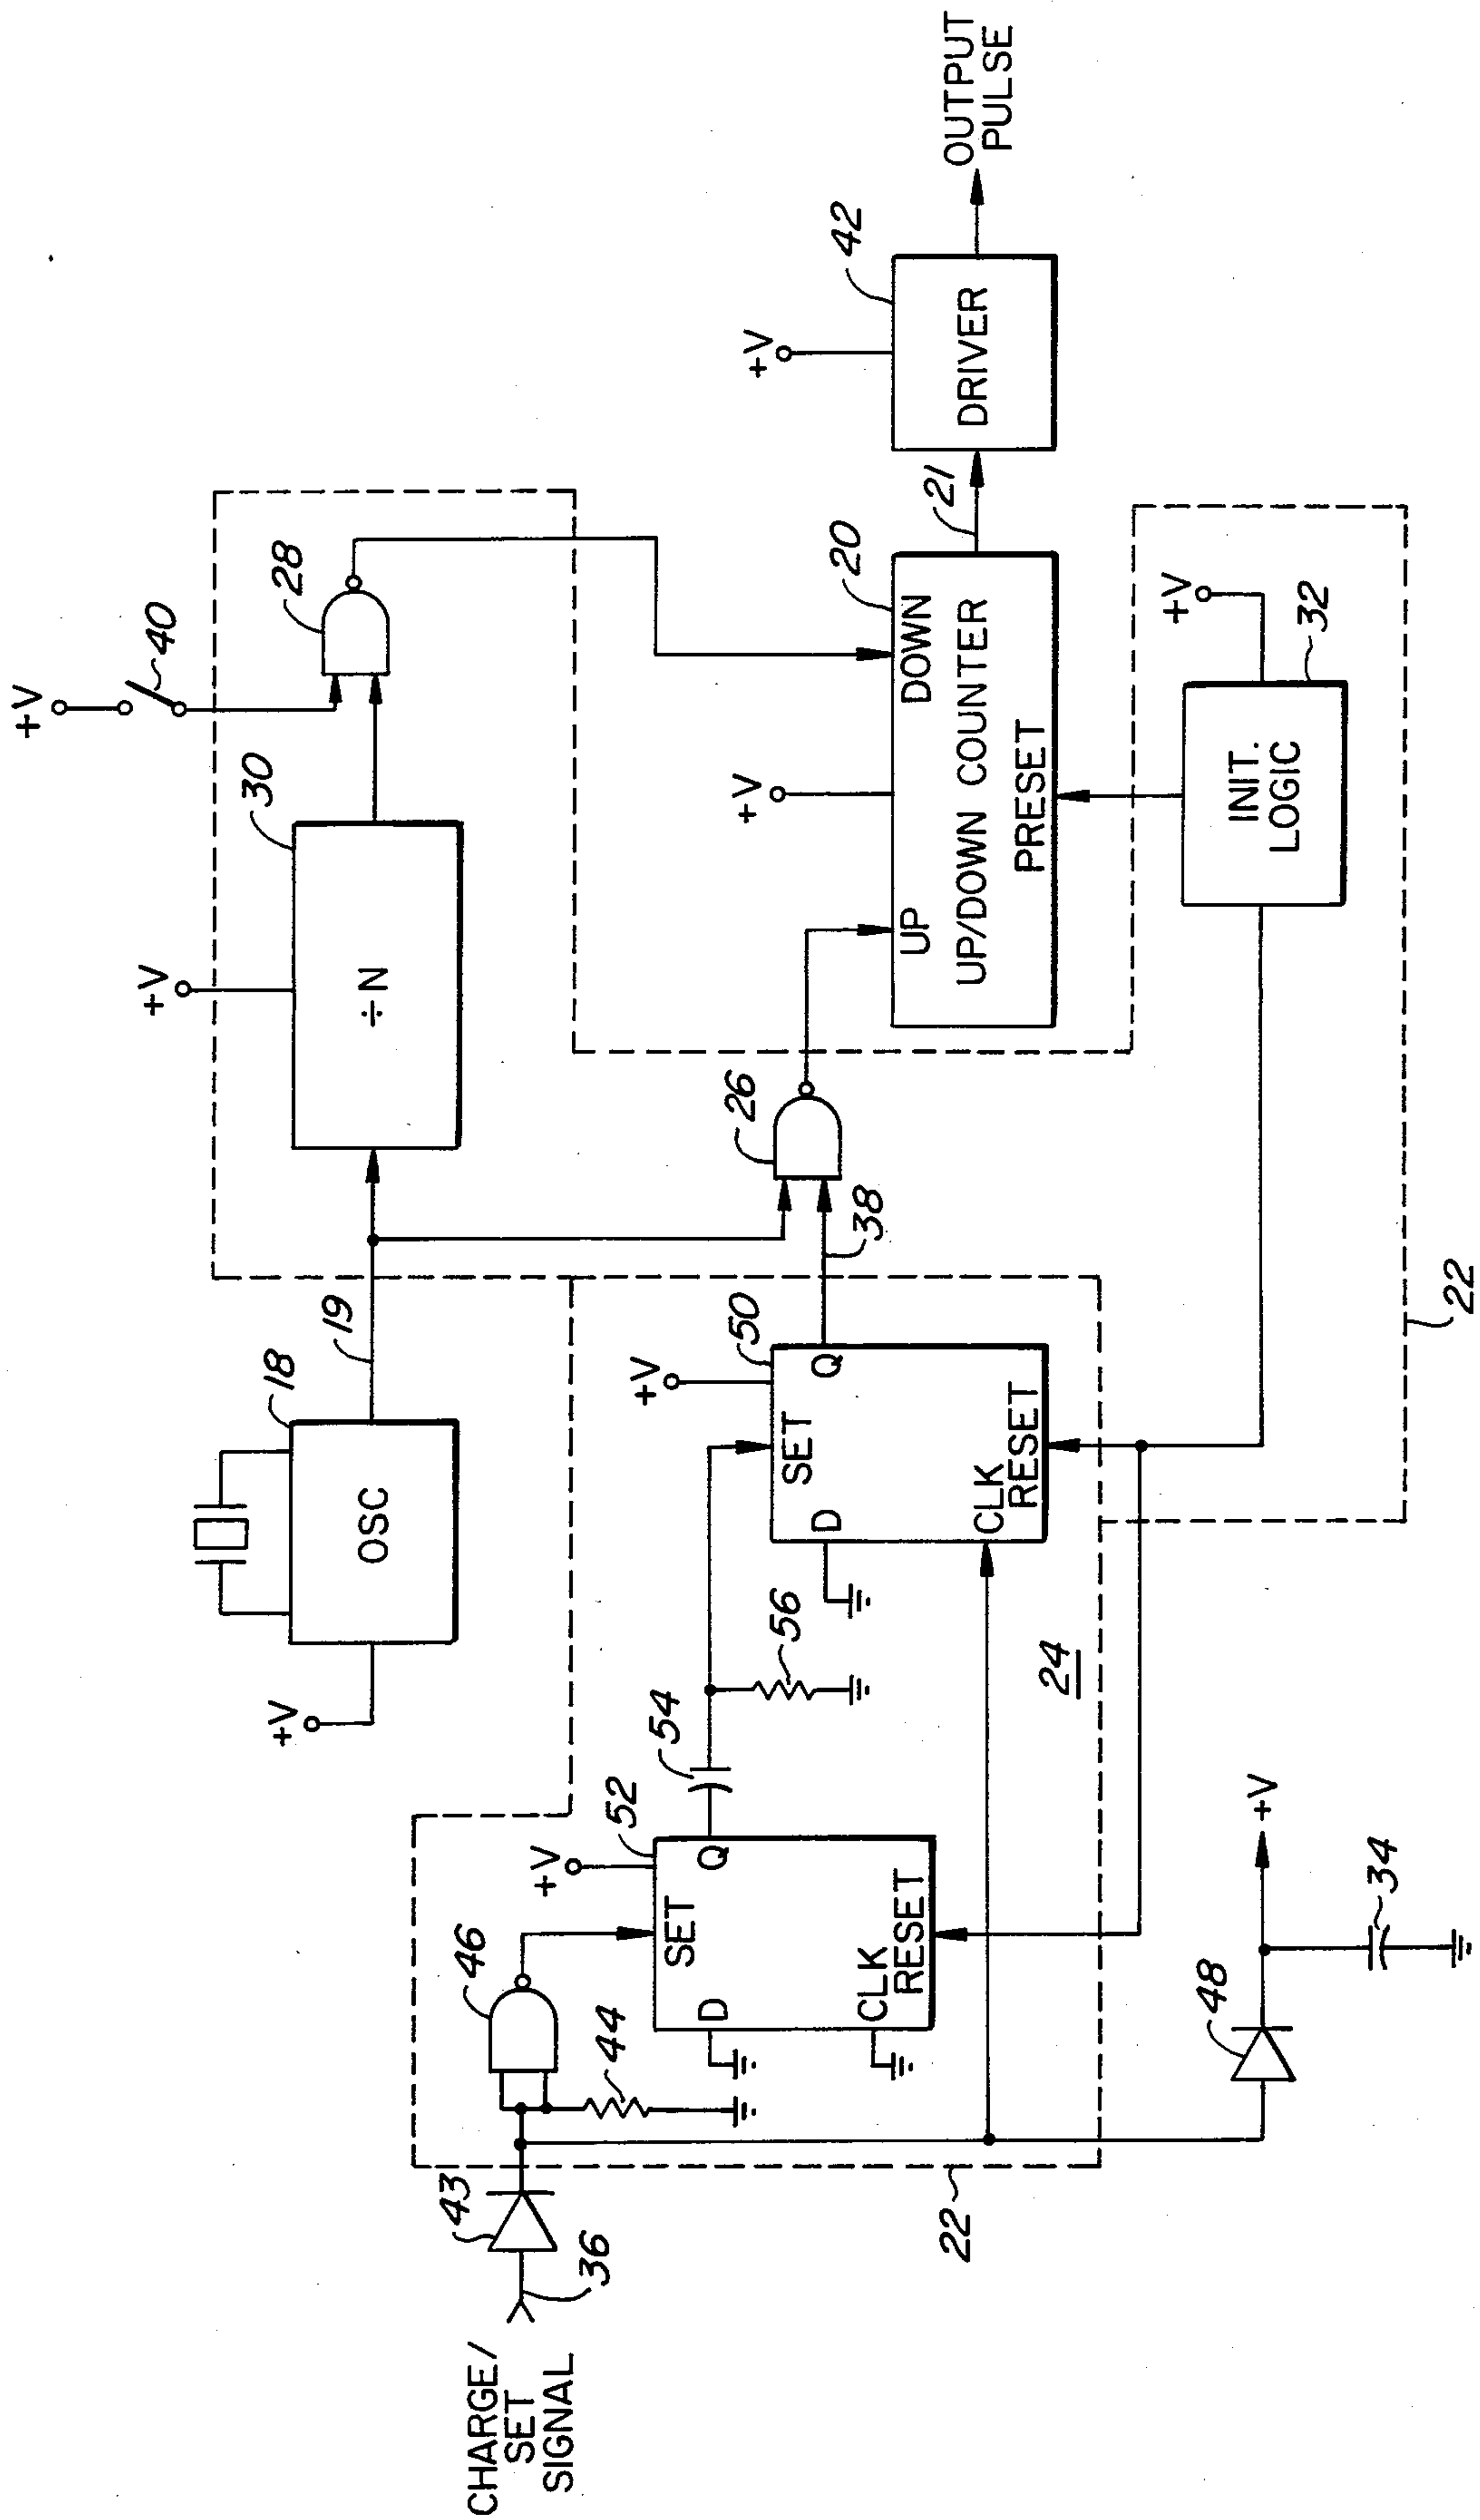 CHARGE/
SET
SIGNAL
36
43
46
44
+V
52
SET
D
Q
CLK
RESET
54
56
+V
OSC
18
19
+V
50
SET
D
Q
CLK
RESET
24
38
26
+V
÷N
30
+V
40
28
+V
UP
DOWN
UP/DOWN COUNTER
PRESET
20
21
+V
DRIVER
42
OUTPUT
PULSE
INIT.
LOGIC
+V
32
22
22
48
+V
34